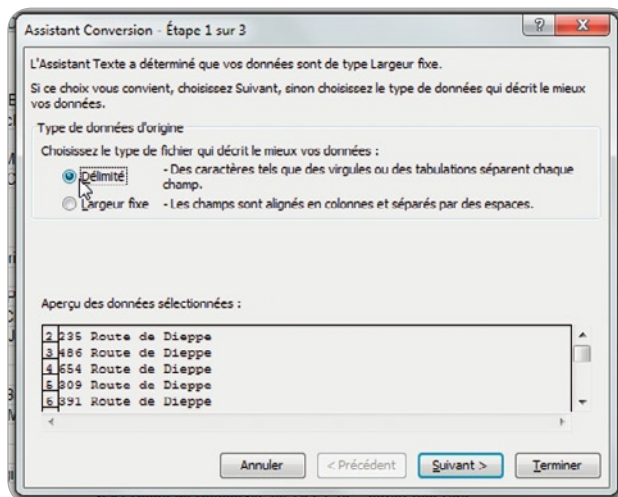 Assistant Conversion - Étape 1 sur 3
L'Assistant Texte a déterminé que vos données sont de type Largeur fixe.
Si ce choix vous convient, choisissez Suivant, sinon choisissez le type de données qui décrit le mieux
vos données.
Type de données d'origine
Choisissez le type de fichier qui décrit le mieux vos données :
Délimité - Des caractères tels que des virgules ou des tabulations séparent chaque
champ.
Largeur fixe - Les champs sont alignés en colonnes et séparés par des espaces.
Aperçu des données sélectionnées :
2 235 Route de Dieppe
3 486 Route de Dieppe
4 654 Route de Dieppe
5 309 Route de Dieppe
6 391 Route de Dieppe
Annuler < Précédent Suivant > Terminer